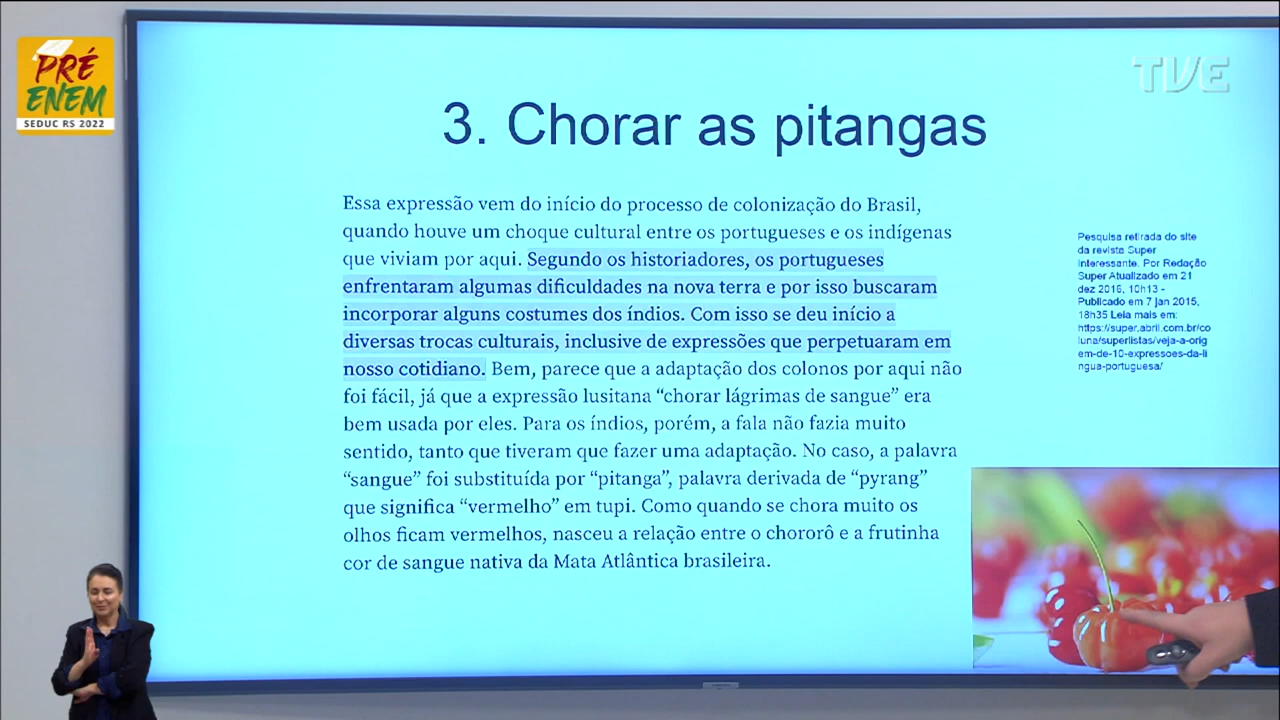 PRÉ
ENEM
SEDUC RS 2022
TVE
3. Chorar as pitangas
Essa expressão vem do início do processo de colonização do Brasil,
quando houve um choque cultural entre os portugueses e os indígenas
que viviam por aqui. Segundo os historiadores, os portugueses
enfrentaram algumas dificuldades na nova terra e por isso buscaram
incorporar alguns costumes dos índios. Com isso se deu início a
diversas trocas culturais, inclusive de expressões que perpetuaram em
nosso cotidiano. Bem, parece que a adaptação dos colonos por aqui não
foi fácil, já que a expressão lusitana “chorar lágrimas de sangue” era
bem usada por eles. Para os índios, porém, a fala não fazia muito
sentido, tanto que tiveram que fazer uma adaptação. No caso, a palavra
“sangue” foi substituída por “pitanga”, palavra derivada de “pyrang”
que significa “vermelho” em tupi. Como quando se chora muito os
olhos ficam vermelhos, nasceu a relação entre o chororô e a frutinha
cor de sangue nativa da Mata Atlântica brasileira.
Pesquisa retirada do site
da revista Super
Interessante. Por Redação
Super Atualizado em 21
dez 2016, 10h13 -
Publicado em 7 jan 2015,
18h35 Leia mais em:
https://super.abril.com.br/co
luna/superlistas/veja-a-orig
em-de-10-expressoes-da-li
ngua-portuguesa/